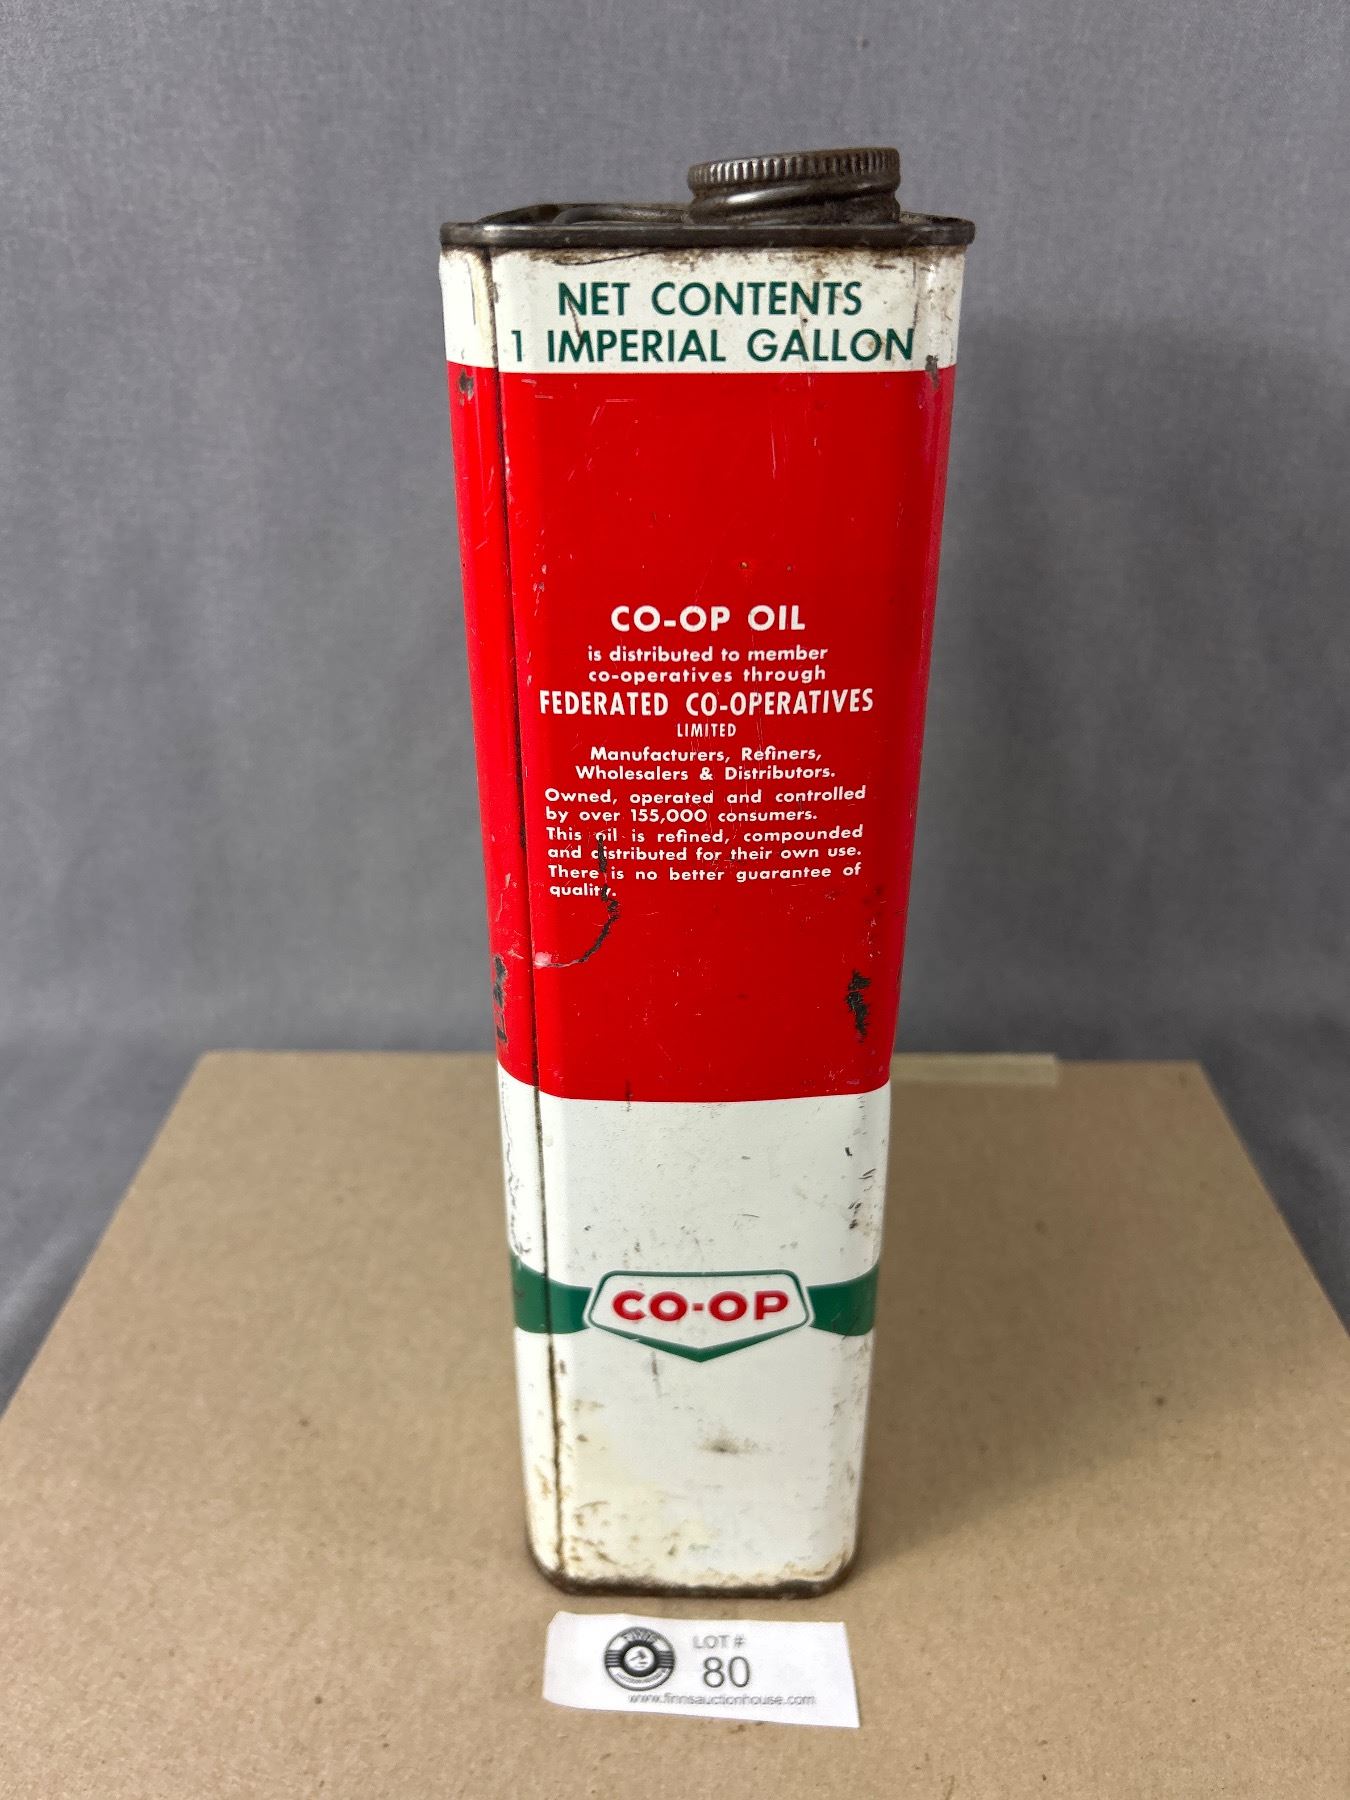 NET CONTENTS
1 IMPERIAL GALLON
CO-OP OIL
is distributed to member
co-operatives through
FEDERATED CO-OPERATIVES
LIMITED
Manufacturers, Refiners,
Wholesalers & Distributors.
Owned, operated and controlled
by over 155,000 consumers.
This oil is refined, compounded
and distributed for their own use.
There is no better guarantee of
quality.
CO-OP
LOT #
80
www.finnsauctionhouse.com